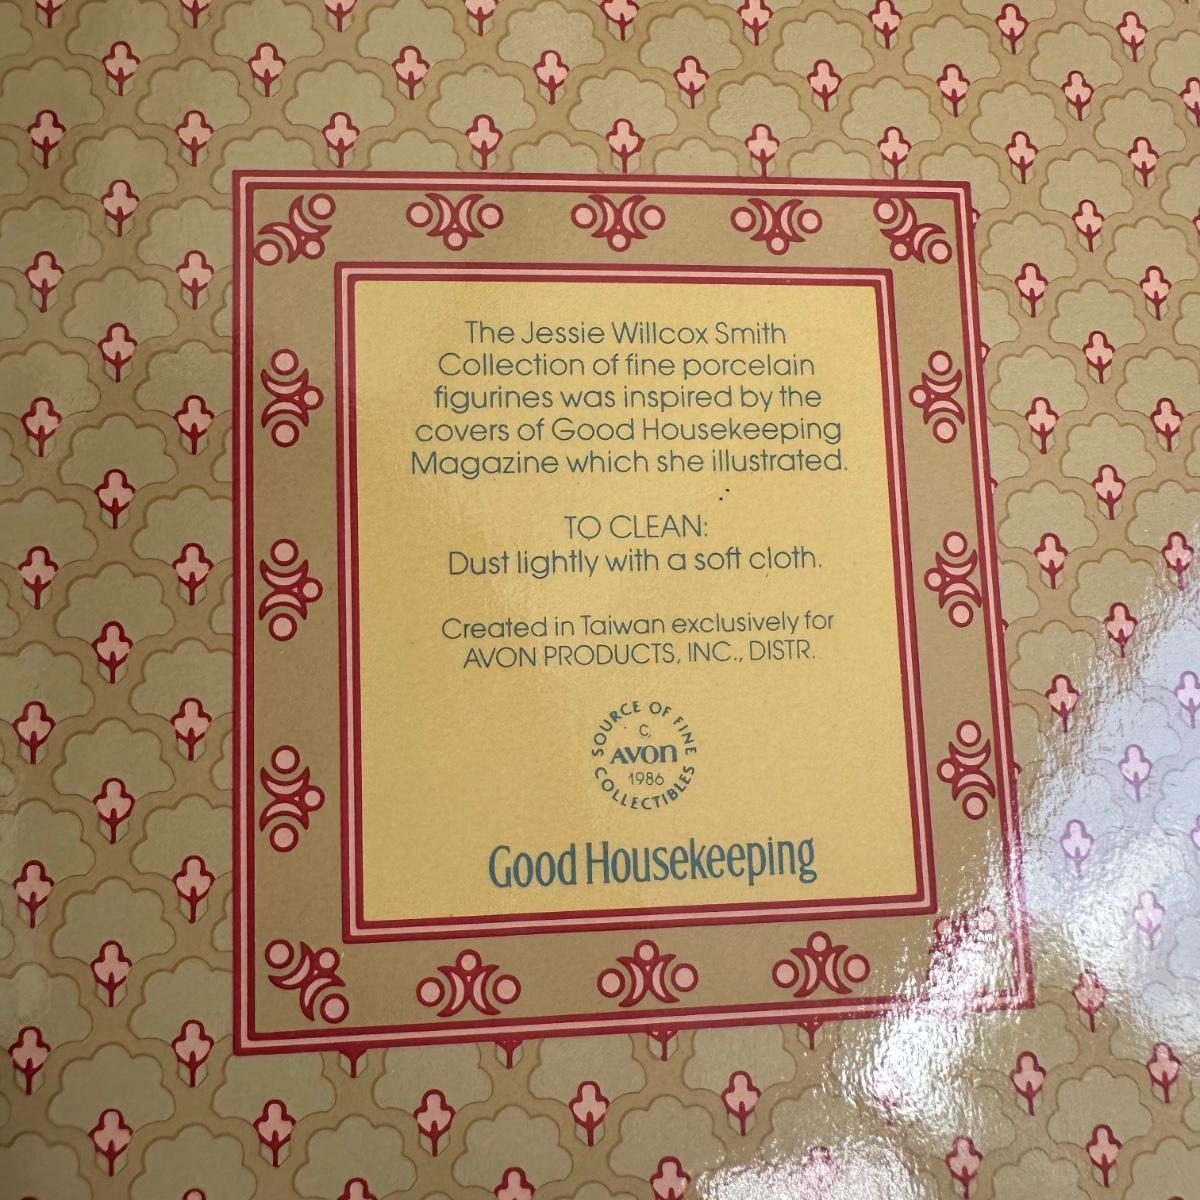 The Jessie Willcox Smith
Collection of fine porcelain
figurines was inspired by the
covers of Good Housekeeping
Magazine which she illustrated.
TO CLEAN:
Dust lightly with a soft cloth.
Created in Taiwan exclusively for
AVON PRODUCTS, INC., DISTR.
SOURCE OF FINE
C,
AVON
1986
COLLECTIBLES
Good Housekeeping